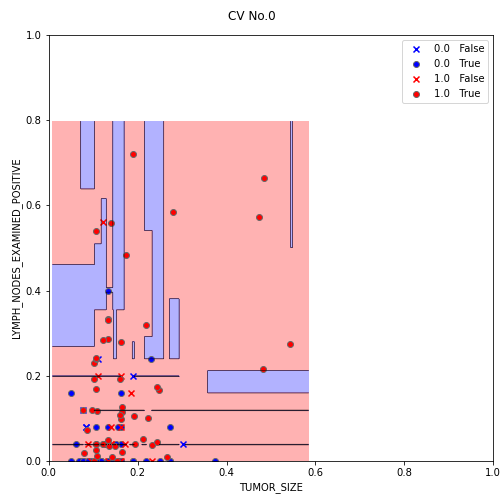 CV No.0
0.0 False
0.0 True
1.0 False
1.0 True
1.0
0.8
0.6
0.4
0.2
0.0
LYMPH_NODES_EXAMINED_POSITIVE
0.0 0.2 0.4 0.6 0.8 1.0
TUMOR_SIZE